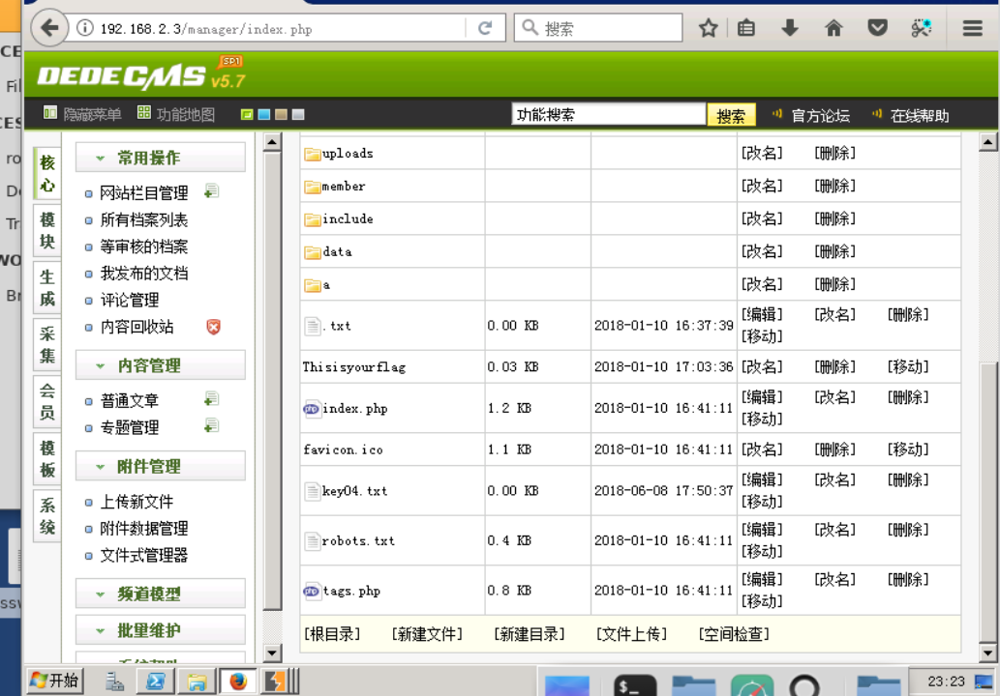 192.168.2.3/manager/index.php
搜索
DEDECMS v5.7 SP1
隐藏菜单 功能地图 功能搜索 搜索 官方论坛 在线帮助
核心
模块
生成
采集
会员
模板
系统
常用操作
网站栏目管理
所有档案列表
等审核的档案
我发布的文档
评论管理
内容回收站
内容管理
普通文章
专题管理
附件管理
上传新文件
附件数据管理
文件式管理器
频道模型
批量维护
uploads [改名] [删除]
member [改名] [删除]
include [改名] [删除]
data [改名] [删除]
a [改名] [删除]
.txt 0.00 KB 2018-01-10 16:37:39 [编辑] [改名] [删除]
[移动]
Thisisyourflag 0.03 KB 2018-01-10 17:03:36 [改名] [删除] [移动]
index.php 1.2 KB 2018-01-10 16:41:11 [编辑] [改名] [删除]
[移动]
favicon.ico 1.1 KB 2018-01-10 16:41:11 [改名] [删除] [移动]
key04.txt 0.00 KB 2018-06-08 17:50:37 [编辑] [改名] [删除]
[移动]
robots.txt 0.4 KB 2018-01-10 16:41:11 [编辑] [改名] [删除]
[移动]
tags.php 0.8 KB 2018-01-10 16:41:11 [编辑] [改名] [删除]
[移动]
[根目录] [新建文件] [新建目录] [文件上传] [空间检查]
开始
$_
23:23